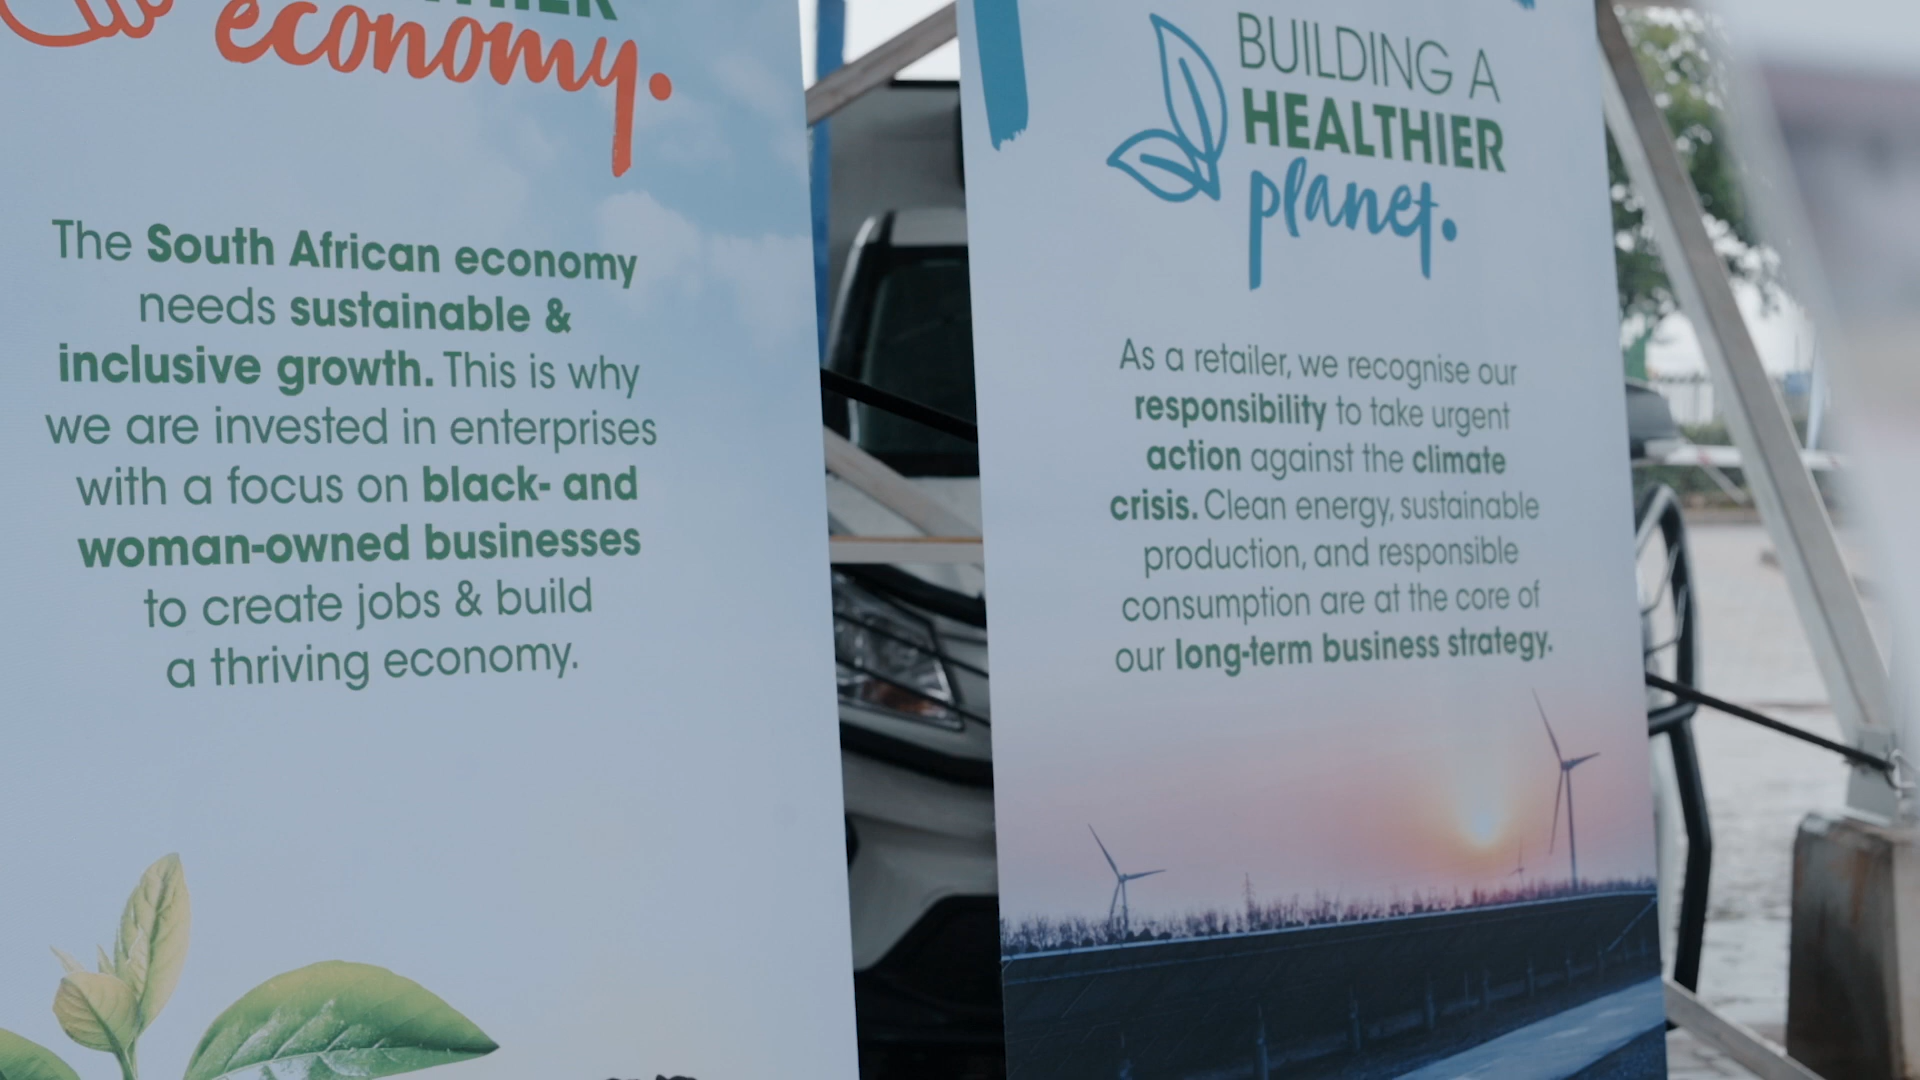 economy.
The South African economy
needs sustainable &
inclusive growth. This is why
we are invested in enterprises
with a focus on black- and
woman-owned businesses
to create jobs & build
a thriving economy.
BUILDING A
HEALTHIER
planet.
As a retailer, we recognise our
responsibility to take urgent
action against the climate
crisis. Clean energy, sustainable
production, and responsible
consumption are at the core of
our long-term business strategy.